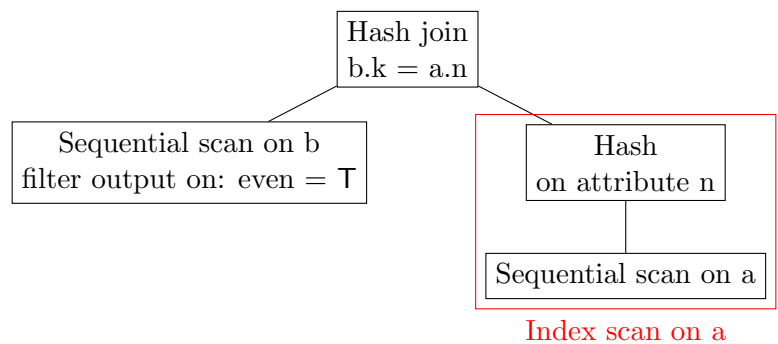 Hash join
b.k = a.n
Sequential scan on b
filter output on: even = T
Hash
on attribute n
Sequential scan on a
Index scan on a